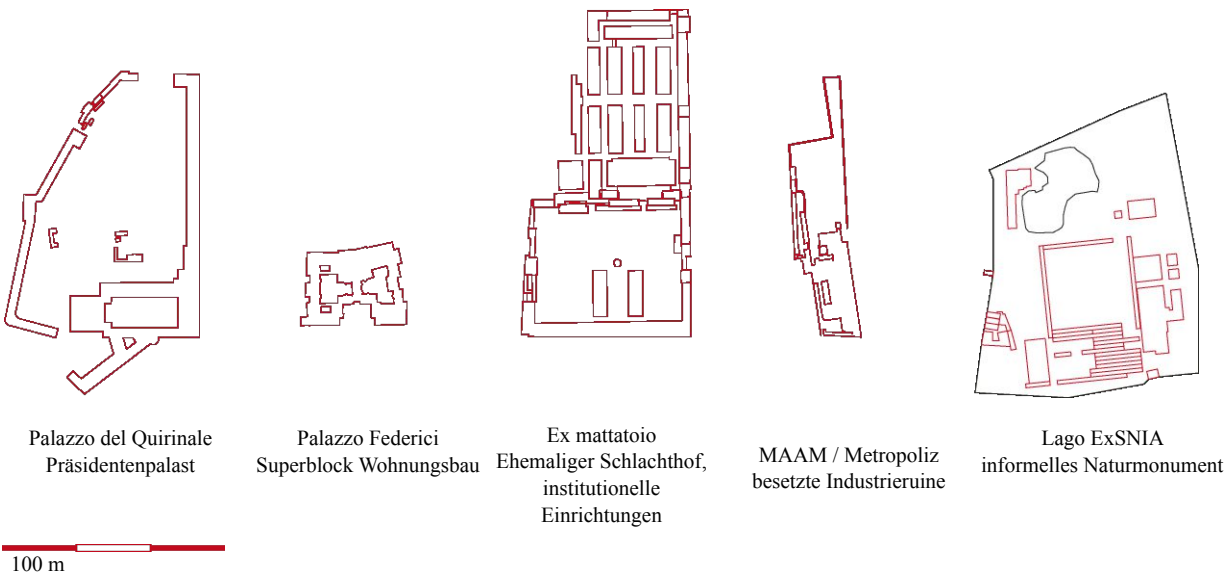 Palazzo del Quirinale
Präsidentenpalast
Palazzo Federici
Superblock Wohnungsbau
Ex mattatoio
Ehemaliger Schlachthof,
institutionelle
Einrichtungen
MAAM / Metropoliz
besetzte Industrieruine
Lago ExSNIA
informelles Naturmonument
100 m